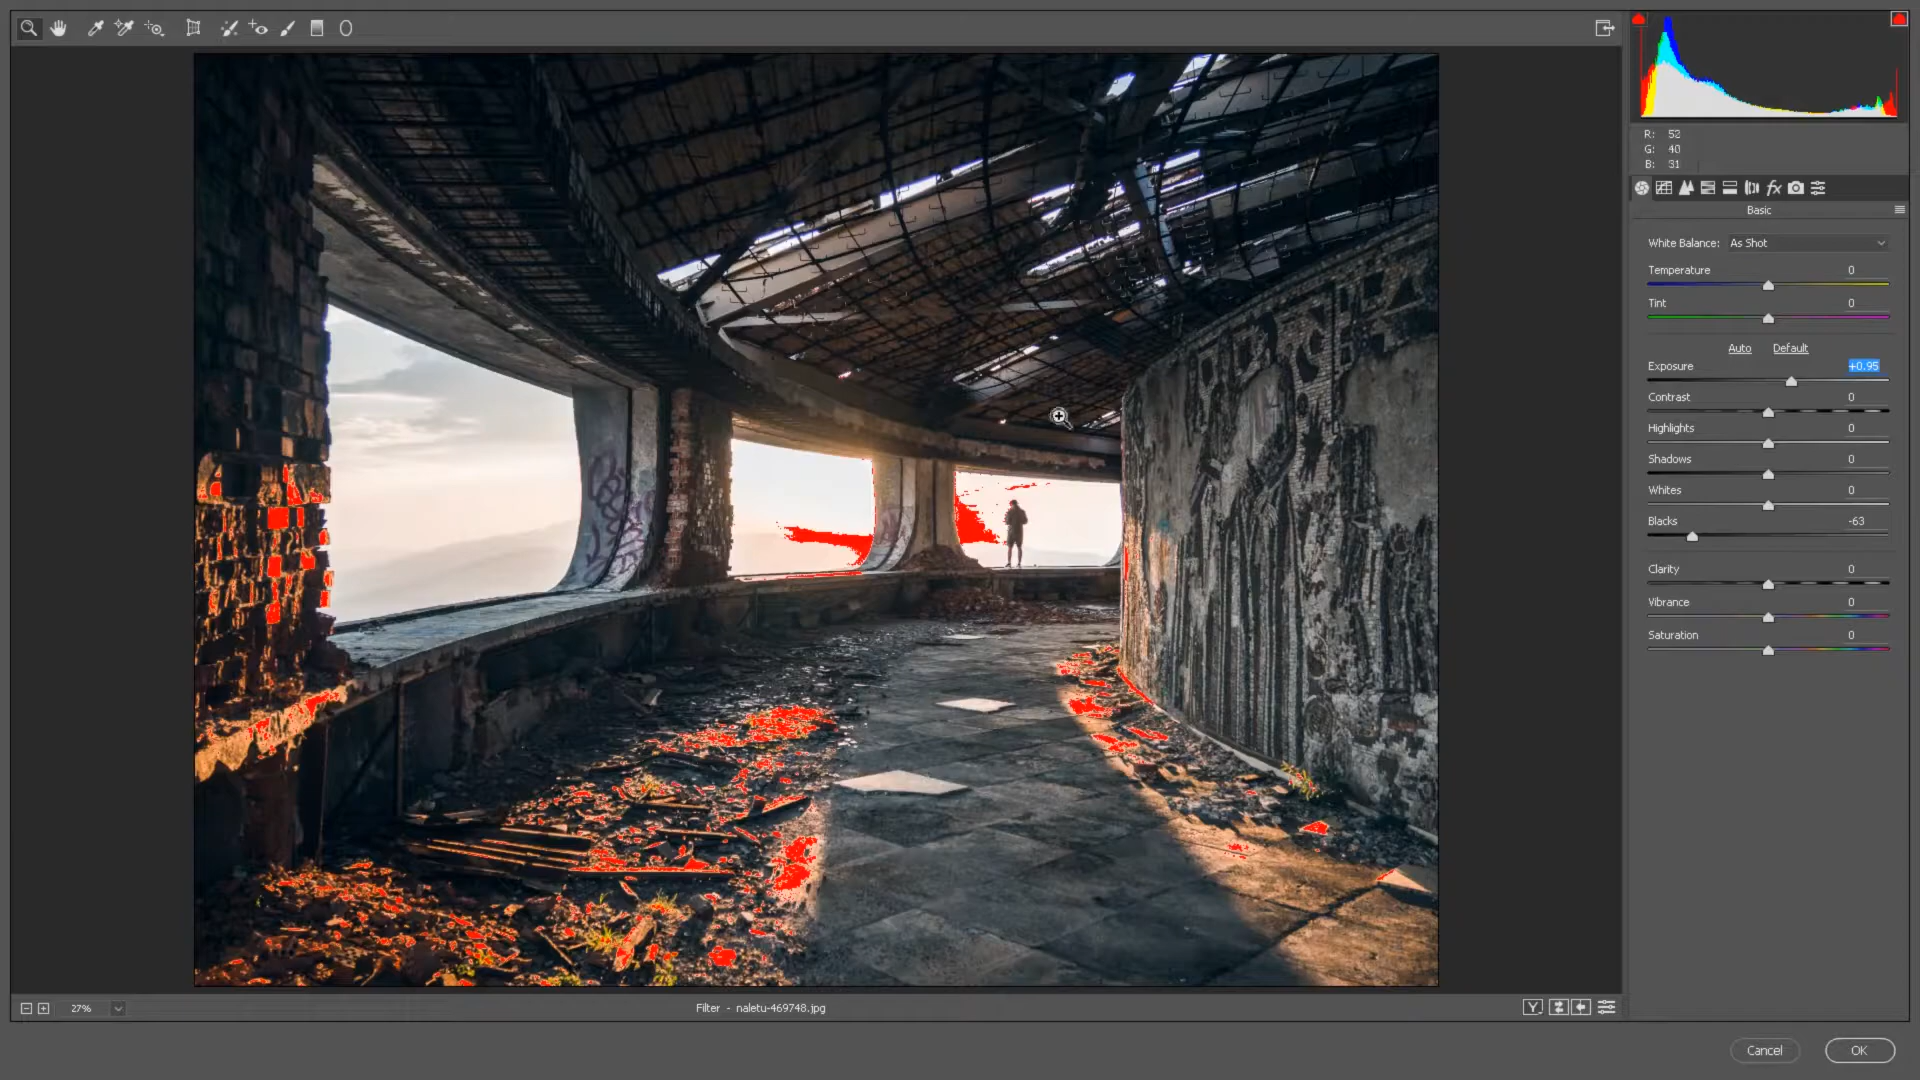 R: 52
G: 40
B: 31
Basic
White Balance: As Shot
Temperature 0
Tint 0
Auto Default
Exposure +0.95
Contrast 0
Highlights 0
Shadows 0
Whites 0
Blacks -63
Clarity 0
Vibrance 0
Saturation 0
27% Filter - naletu-469748.jpg Y
Cancel OK